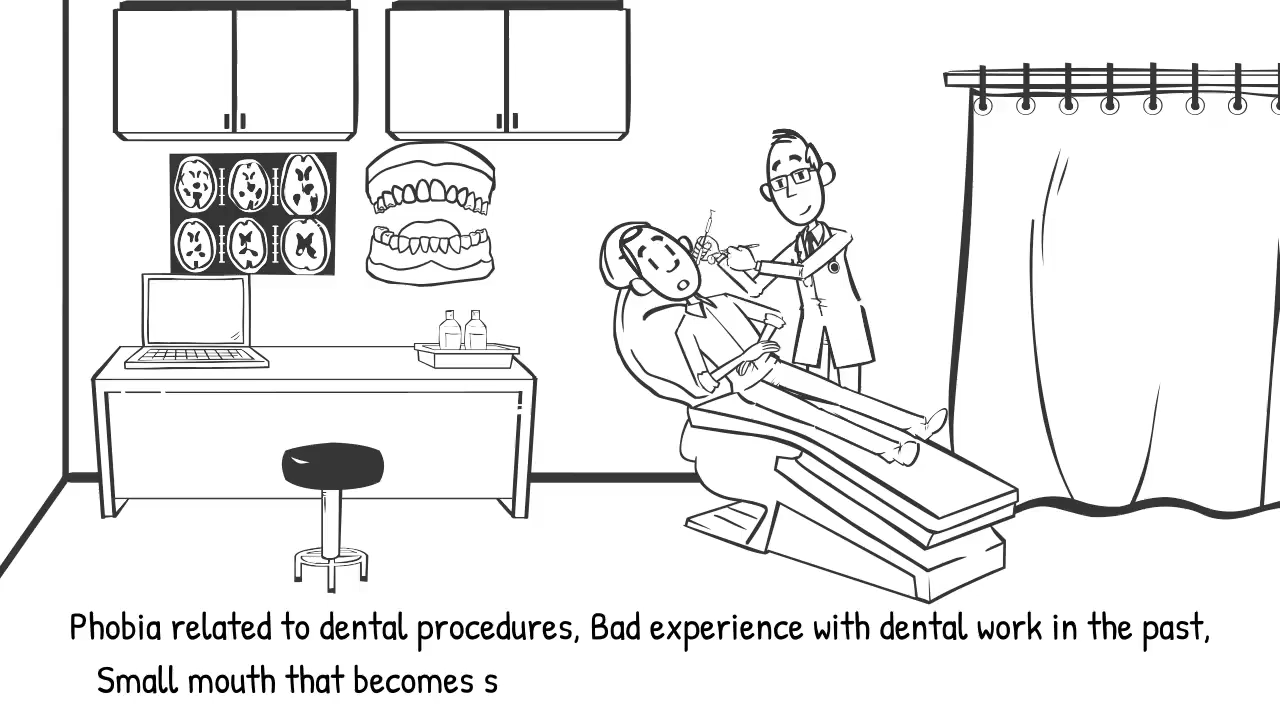 Phobia related to dental procedures, Bad experience with dental work in the past,
Small mouth that becomes s